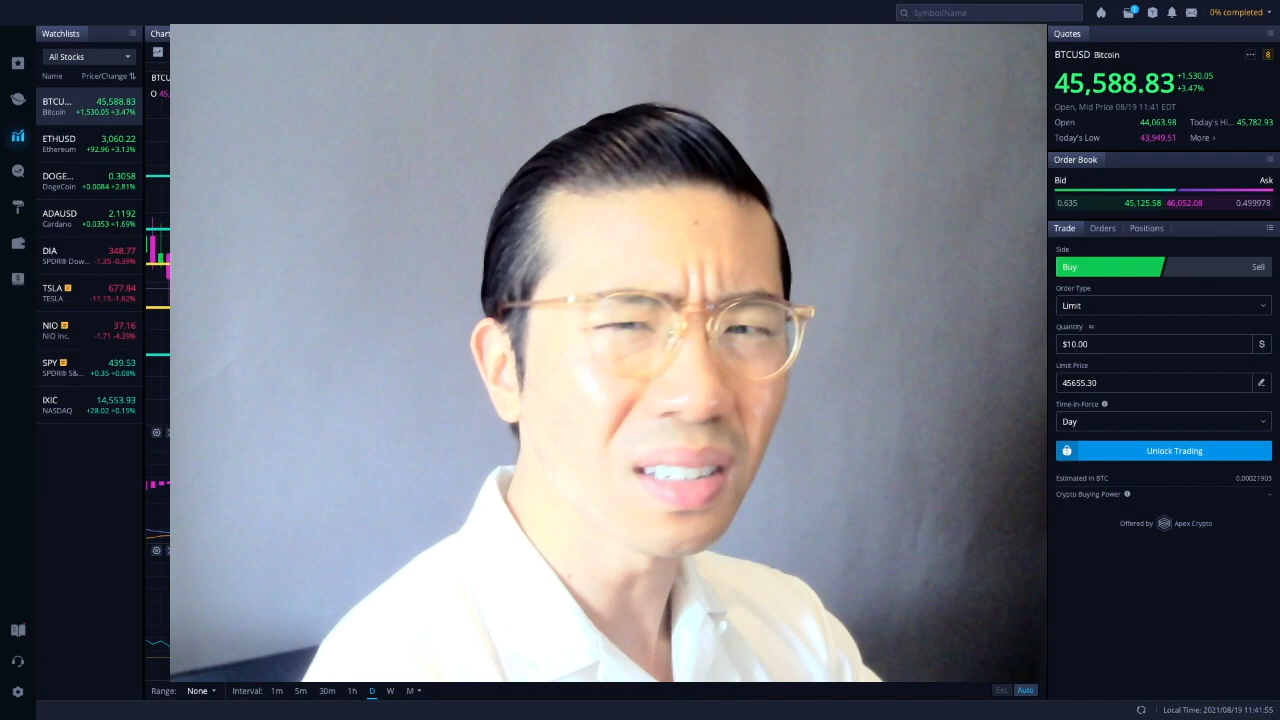 Symbol/Name
0% completed
Watchlists
All Stocks
Name Price/Change
BTCU... 45,588.83
Bitcoin +1,530.05 +3.47%
ETHUSD 3,060.22
Ethereum +92.96 +3.13%
DOGE... 0.3058
DogeCoin +0.0084 +2.81%
ADAUSD 2.1192
Cardano +0.0353 +1.69%
DIA 348.77
SPDR® Dow... -1.35 -0.39%
TSLA 677.84
TESLA -11.15 -1.62%
NIO 37.16
NIO Inc. -1.71 -4.39%
SPY 439.53
SPDR® S&... +0.35 +0.08%
IXIC 14,553.93
NASDAQ +28.02 +0.19%
Chart
BTCU
O 45,
Range: None Interval: 1m 5m 30m 1h D W M
Ext. Auto
Quotes
BTCUSD Bitcoin
45,588.83 +1,530.05
+3.47%
Open, Mid Price 08/19 11:41 EDT
Open 44,063.98 Today's Hi... 45,782.93
Today's Low 43,949.51 More ›
Order Book
Bid Ask
0.635 45,125.58 46,052.08 0.499978
Trade Orders Positions
Side
Buy Sell
Order Type
Limit
Quantity
$10.00 $
Limit Price
45655.30
Time-In-Force
Day
Unlock Trading
Estimated in BTC 0.00021903
Crypto Buying Power --
Offered by Apex Crypto
Local Time: 2021/08/19 11:41:55